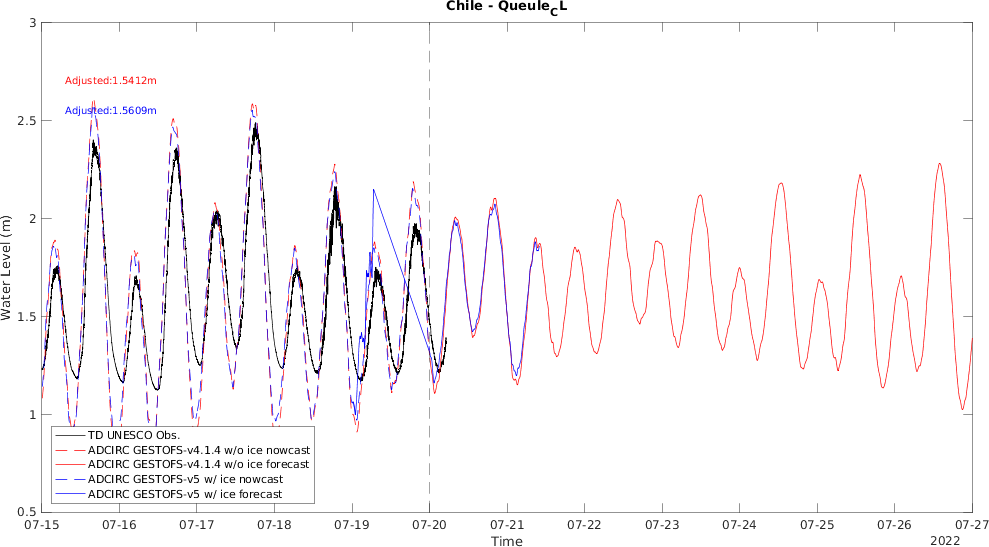 Chile - Queule_CL
3
2.5
2
1.5
1
0.5
Water Level (m)
Adjusted:1.5412m
Adjusted:1.5609m
TD UNESCO Obs.
ADCIRC GESTOFS-v4.1.4 w/o ice nowcast
ADCIRC GESTOFS-v4.1.4 w/o ice forecast
ADCIRC GESTOFS-v5 w/ ice nowcast
ADCIRC GESTOFS-v5 w/ ice forecast
07-15 07-16 07-17 07-18 07-19 07-20 07-21 07-22 07-23 07-24 07-25 07-26 07-27
Time
2022